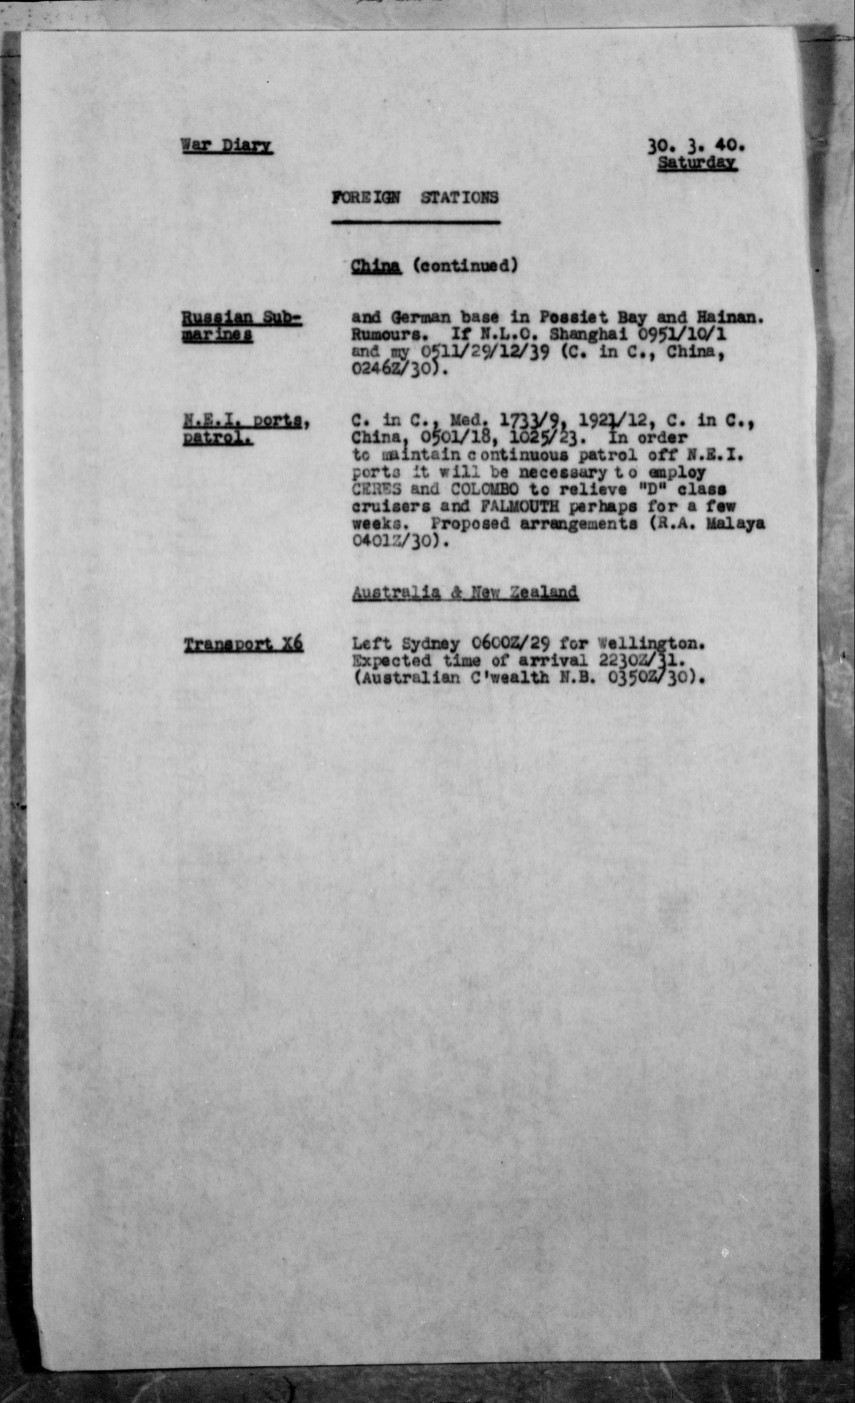 War Diary 30. 3. 40.
Saturday
FOREIGN STATIONS
China (continued)
Russian Sub- and German base in Possiet Bay and Hainan.
marines Rumours. If N.L.O. Shanghai 0951/10/1
and my 0511/29/12/39 (C. in C., China,
0246Z/30).
N.E.I. ports, C. in C., Med. 1733/9, 1921/12, C. in C.,
patrol. China, 0501/18, 1025/23. In order
to maintain continuous patrol off N.E.I.
ports it will be necessary to employ
CERES and COLOMBO to relieve "D" class
cruisers and FALMOUTH perhaps for a few
weeks. Proposed arrangements (R.A. Malaya
0401Z/30).
Australia & New Zealand
Transport X6 Left Sydney 0600Z/29 for Wellington.
Expected time of arrival 2230Z/31.
(Australian C'wealth N.B. 0350Z/30).